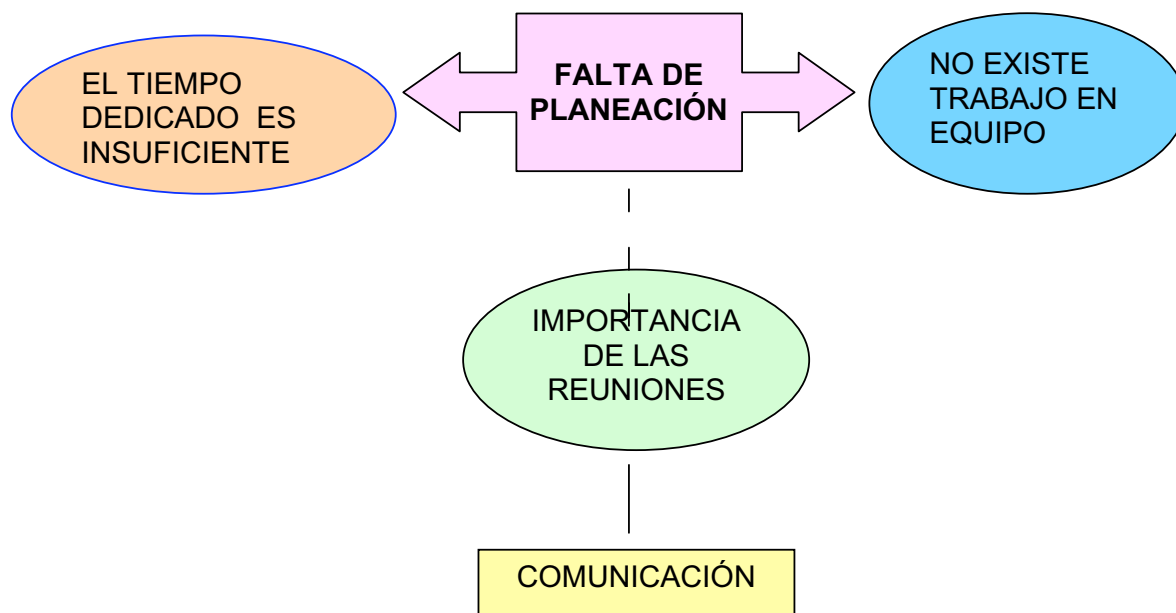 EL TIEMPO
DEDICADO  ES
INSUFICIENTE
FALTA DE
PLANEACIÓN
NO EXISTE
TRABAJO EN
EQUIPO
IMPORTANCIA
DE LAS
REUNIONES
COMUNICACIÓN